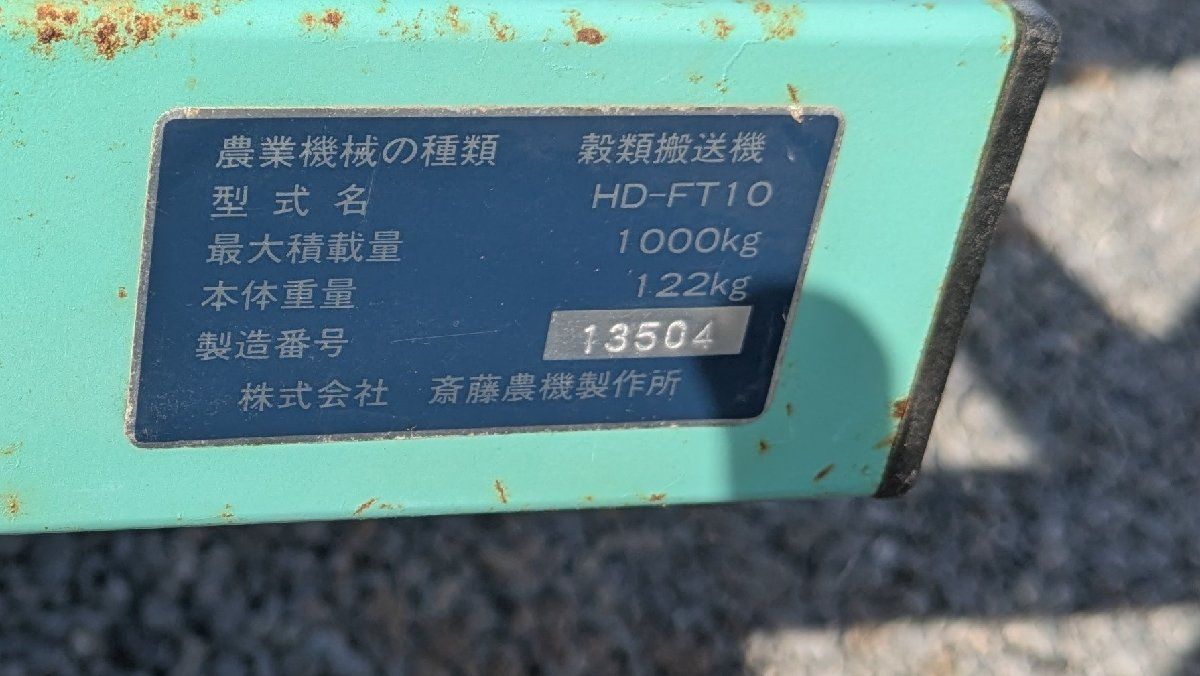 農業機械の種類 穀類搬送機
型式名 HD-FT10
最大積載量 1000kg
本体重量 122kg
製造番号 13504
株式会社 斎藤農機製作所